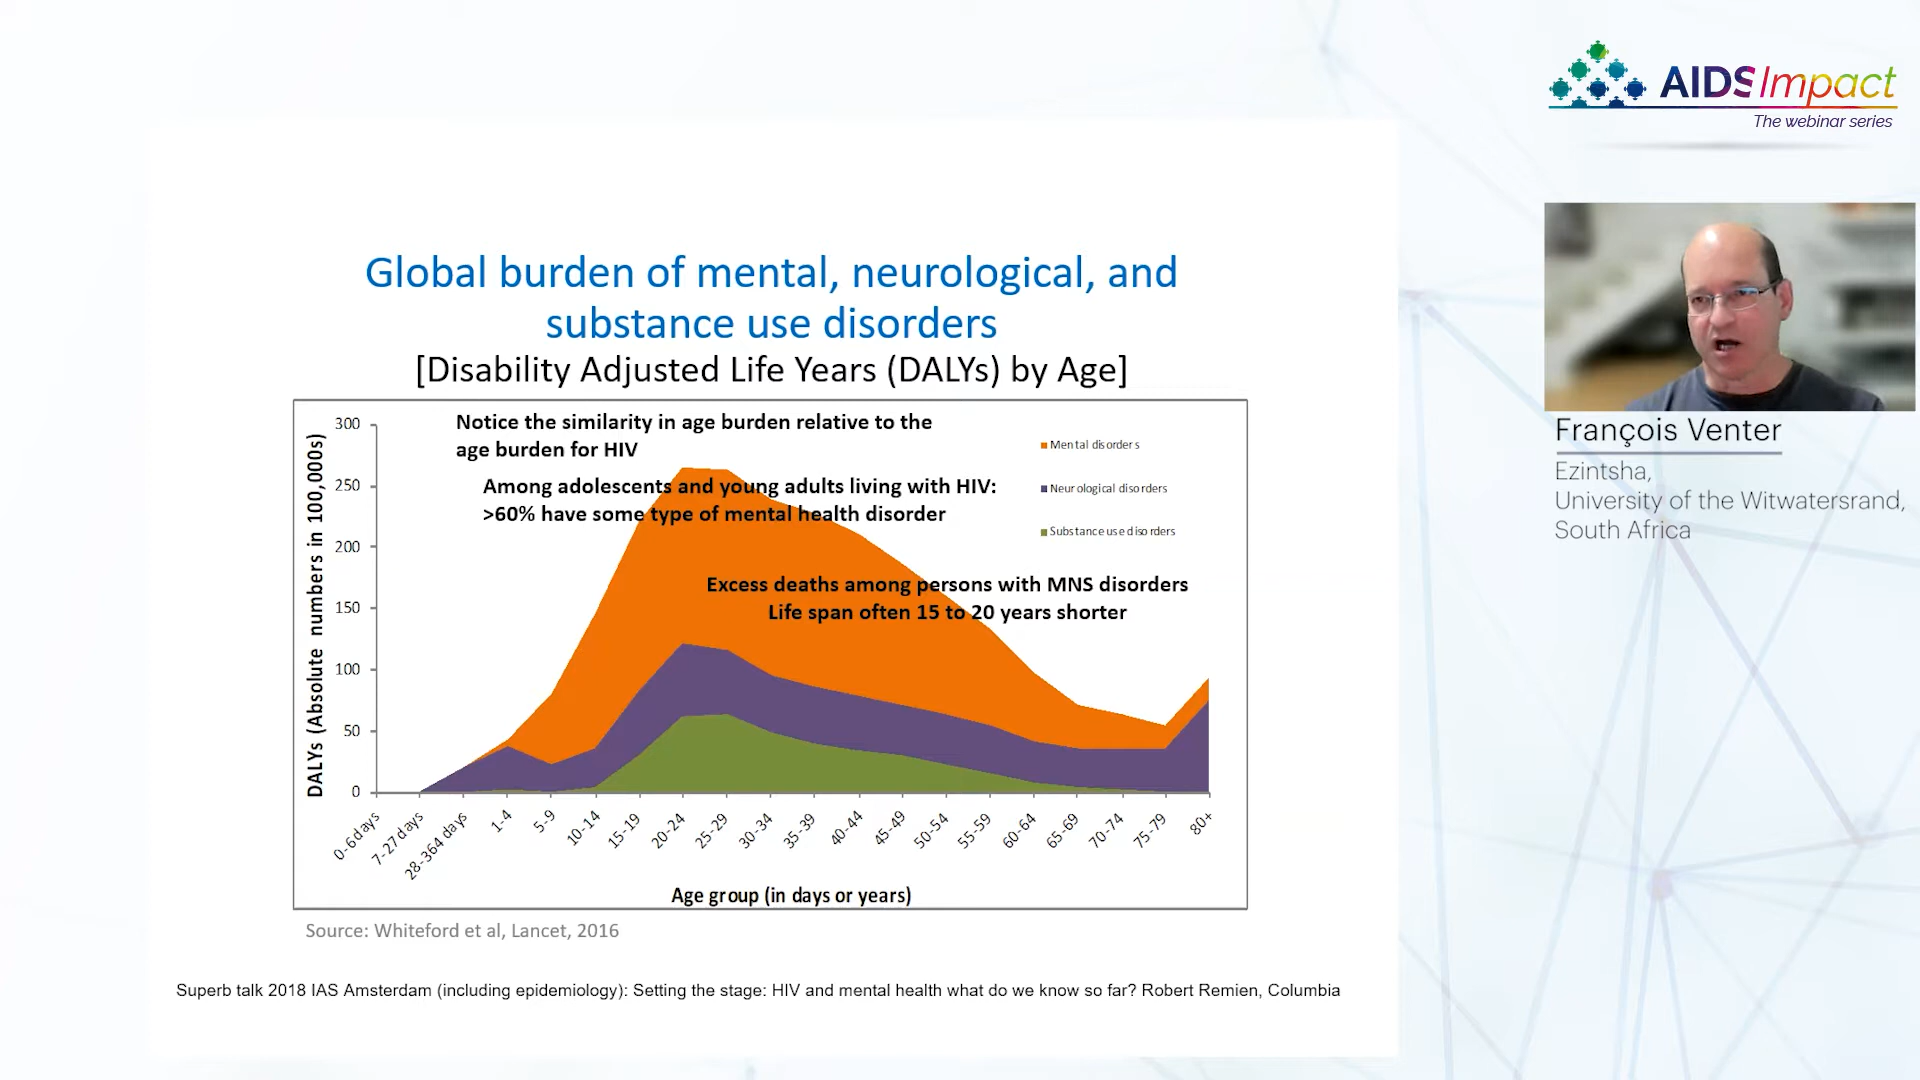 AIDSImpact
The webinar series
Global burden of mental, neurological, and
substance use disorders
[Disability Adjusted Life Years (DALYs) by Age]
Notice the similarity in age burden relative to the
age burden for HIV
Among adolescents and young adults living with HIV:
>60% have some type of mental health disorder
Excess deaths among persons with MNS disorders
Life span often 15 to 20 years shorter
Mental disorders
Neurological disorders
Substance use disorders
DALYs (Absolute numbers in 100,000s)
300
250
200
150
100
50
0
0-6days
7-27days
28-364 days
1-4
5-9
10-14
15-19
20-24
25-29
30-34
35-39
40-44
45-49
50-54
55-59
60-64
65-69
70-74
75-79
80+
Age group (in days or years)
Source: Whiteford et al, Lancet, 2016
Superb talk 2018 IAS Amsterdam (including epidemiology): Setting the stage: HIV and mental health what do we know so far? Robert Remien, Columbia
François Venter
Ezintsha,
University of the Witwatersrand,
South Africa